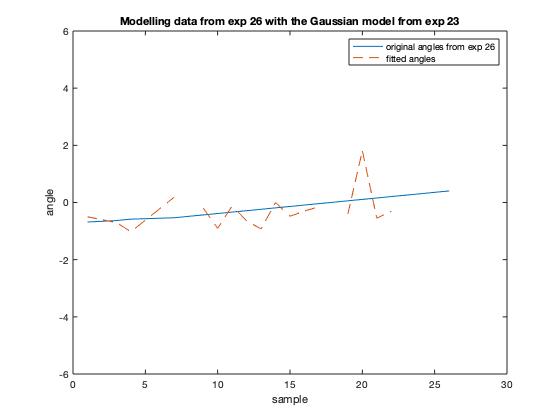 Modelling data from exp 26 with the Gaussian model from exp 23
6
original angles from exp 26
fitted angles
4
2
angle
0
-2
-4
-6
0 5 10 15 20 25 30
sample